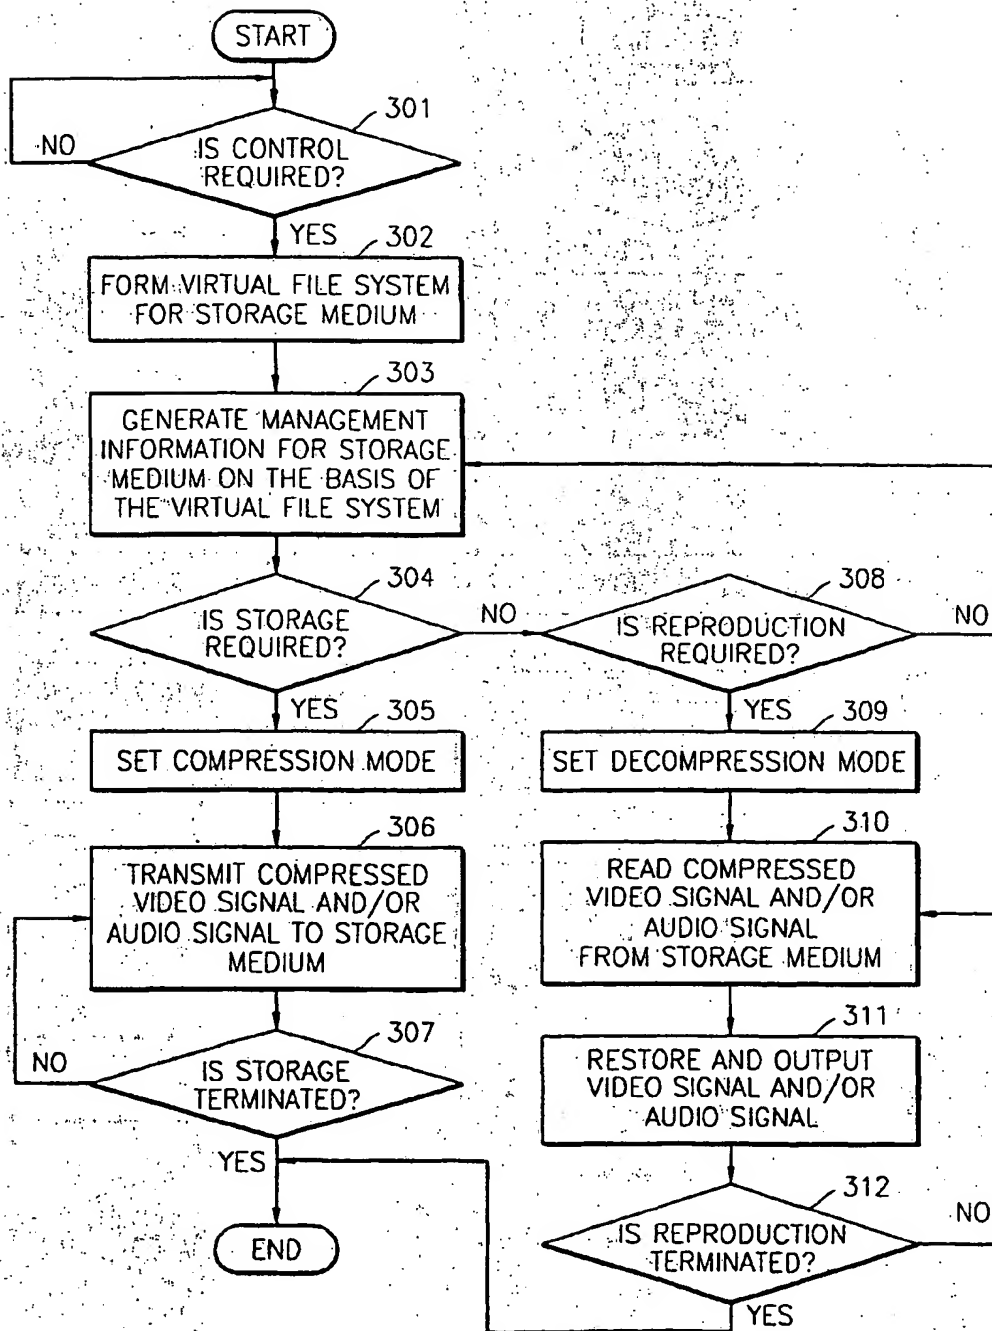 START
301
NO
IS CONTROL
REQUIRED?
YES
302
FORM VIRTUAL FILE SYSTEM
FOR STORAGE MEDIUM
303
GENERATE MANAGEMENT
INFORMATION FOR STORAGE
MEDIUM ON THE BASIS OF
THE VIRTUAL FILE SYSTEM
304
IS STORAGE
REQUIRED?
NO
308
IS REPRODUCTION
REQUIRED?
NO
YES
305
SET COMPRESSION MODE
YES
309
SET DECOMPRESSION MODE
306
TRANSMIT COMPRESSED
VIDEO SIGNAL AND/OR
AUDIO SIGNAL TO STORAGE
MEDIUM
310
READ COMPRESSED
VIDEO SIGNAL AND/OR
AUDIO SIGNAL
FROM STORAGE MEDIUM
307
NO
IS STORAGE
TERMINATED?
YES
311
RESTORE AND OUTPUT
VIDEO SIGNAL AND/OR
AUDIO SIGNAL
312
IS REPRODUCTION
TERMINATED?
NO
YES
END